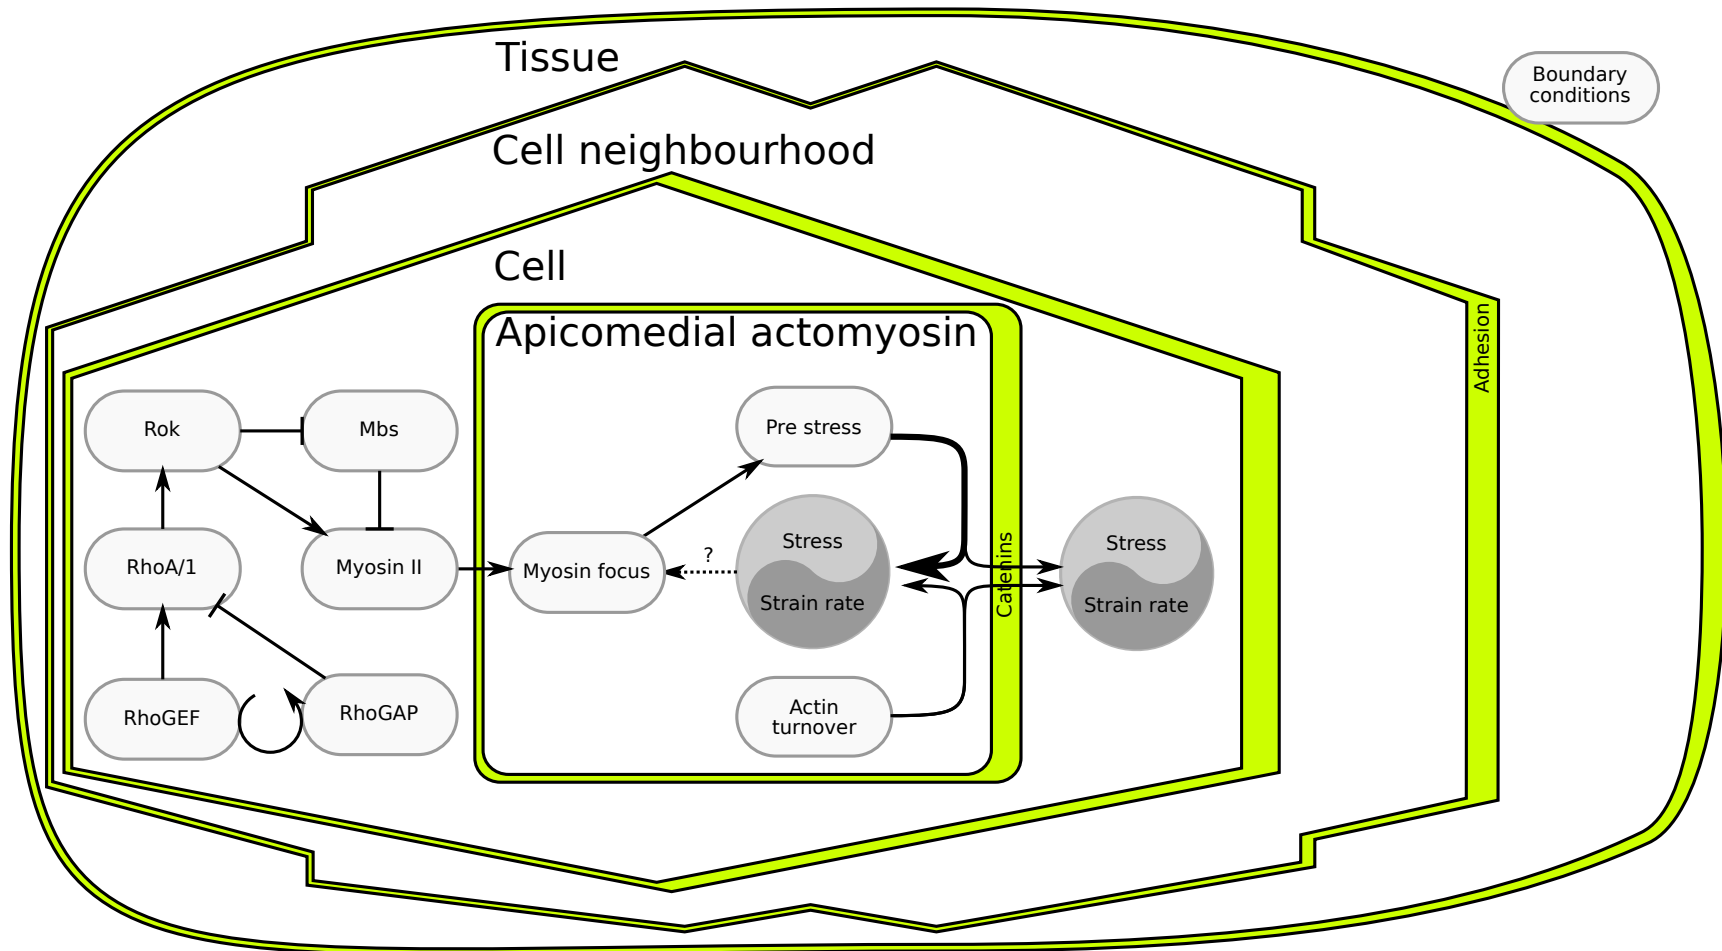 Tissue
Boundary
conditions
Cell neighbourhood
Cell
Apicomedial actomyosin
Adhesion
Rok
Mbs
Pre stress
RhoA/1
Myosin II
Myosin focus
?
Stress
Strain rate
Catenins
Stress
Strain rate
RhoGEF
RhoGAP
Actin
turnover